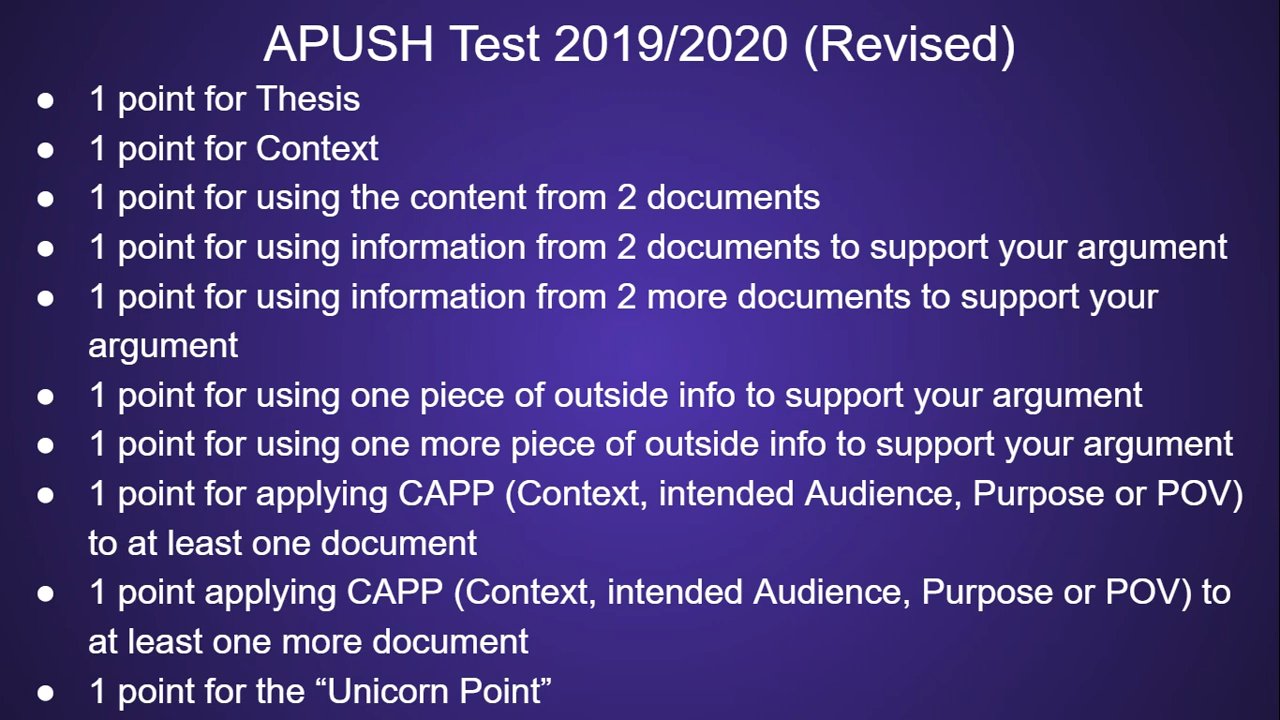 APUSH Test 2019/2020 (Revised)
● 1 point for Thesis
● 1 point for Context
● 1 point for using the content from 2 documents
● 1 point for using information from 2 documents to support your argument
● 1 point for using information from 2 more documents to support your
argument
● 1 point for using one piece of outside info to support your argument
● 1 point for using one more piece of outside info to support your argument
● 1 point for applying CAPP (Context, intended Audience, Purpose or POV)
to at least one document
● 1 point applying CAPP (Context, intended Audience, Purpose or POV) to
at least one more document
● 1 point for the “Unicorn Point”